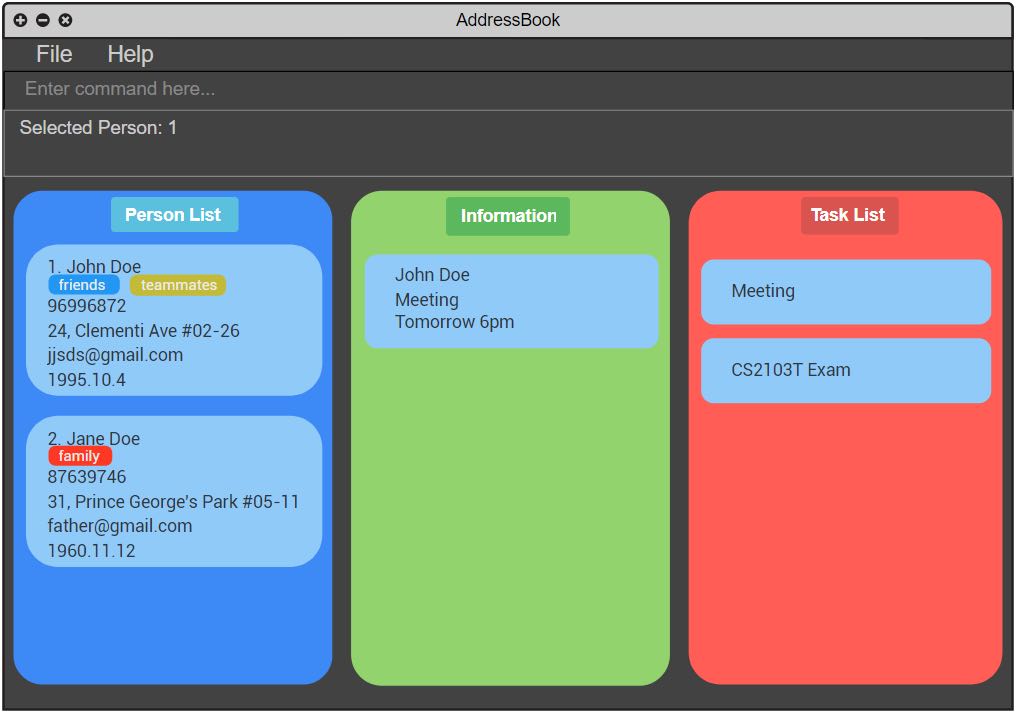 AddressBook
File Help
Enter command here...
Selected Person: 1
Person List
1. John Doe
friends teammates
96996872
24, Clementi Ave #02-26
jjsds@gmail.com
1995.10.4
2. Jane Doe
family
87639746
31, Prince George's Park #05-11
father@gmail.com
1960.11.12
Information
John Doe
Meeting
Tomorrow 6pm
Task List
Meeting
CS2103T Exam